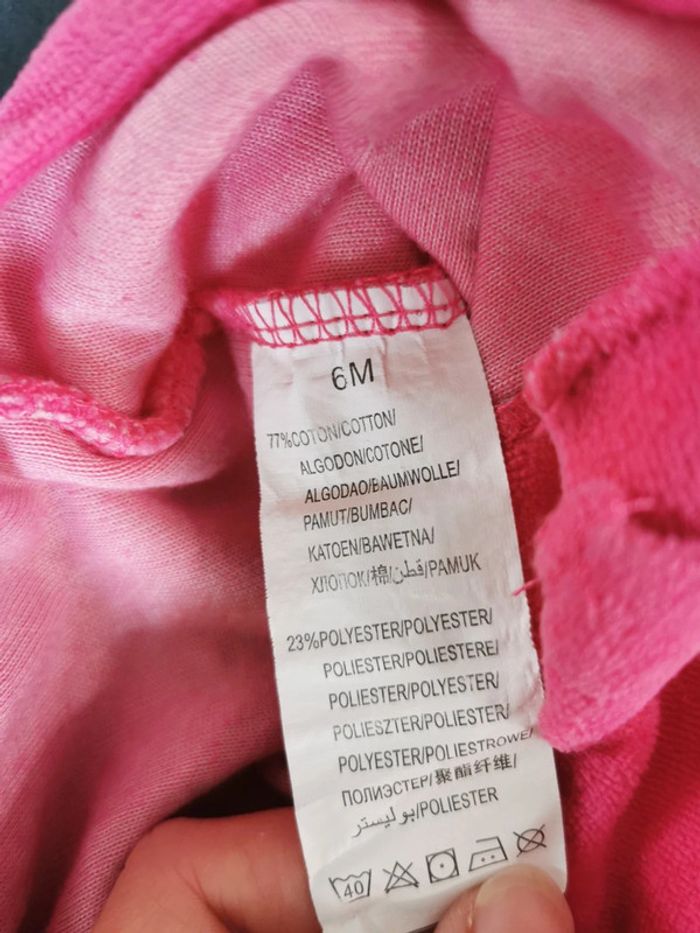 6M
77%COTON/COTTON/
ALGODON/COTONE/
ALGODAO/BAUMWOLLE/
PAMUT/BUMBAC/
KATOEN/BAWETNA/
ХЛОПОК/棉/قطن/PAMUK
23%POLYESTER/POLYESTER/
POLIESTER/POLIESTERE/
POLIESTER/POLYESTER/
POLIESZTER/POLIESTER/
POLYESTER/POLIESTROWE/
ПОЛИЭСТЕР/聚酯纤维/
بوليستر/POLIESTER
40